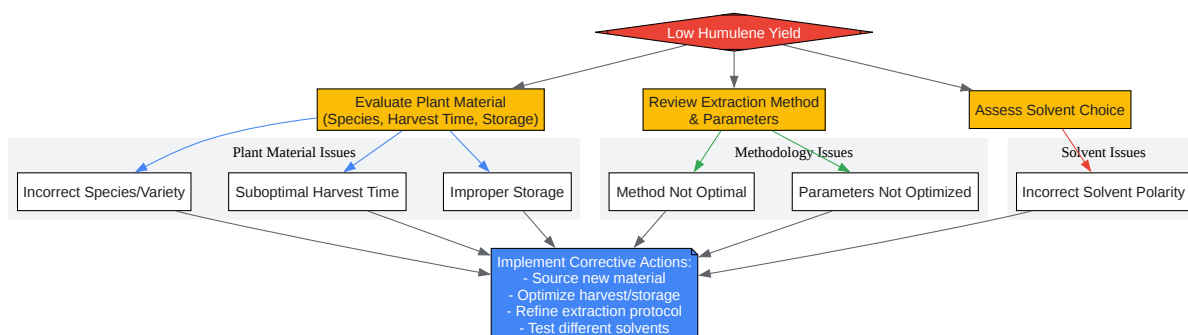 Low Humulene Yield
Evaluate Plant Material
(Species, Harvest Time, Storage)
Review Extraction Method
& Parameters
Assess Solvent Choice
Plant Material Issues
Methodology Issues
Solvent Issues
Incorrect Species/Variety
Suboptimal Harvest Time
Improper Storage
Method Not Optimal
Parameters Not Optimized
Incorrect Solvent Polarity
Implement Corrective Actions:
- Source new material
- Optimize harvest/storage
- Refine extraction protocol
- Test different solvents